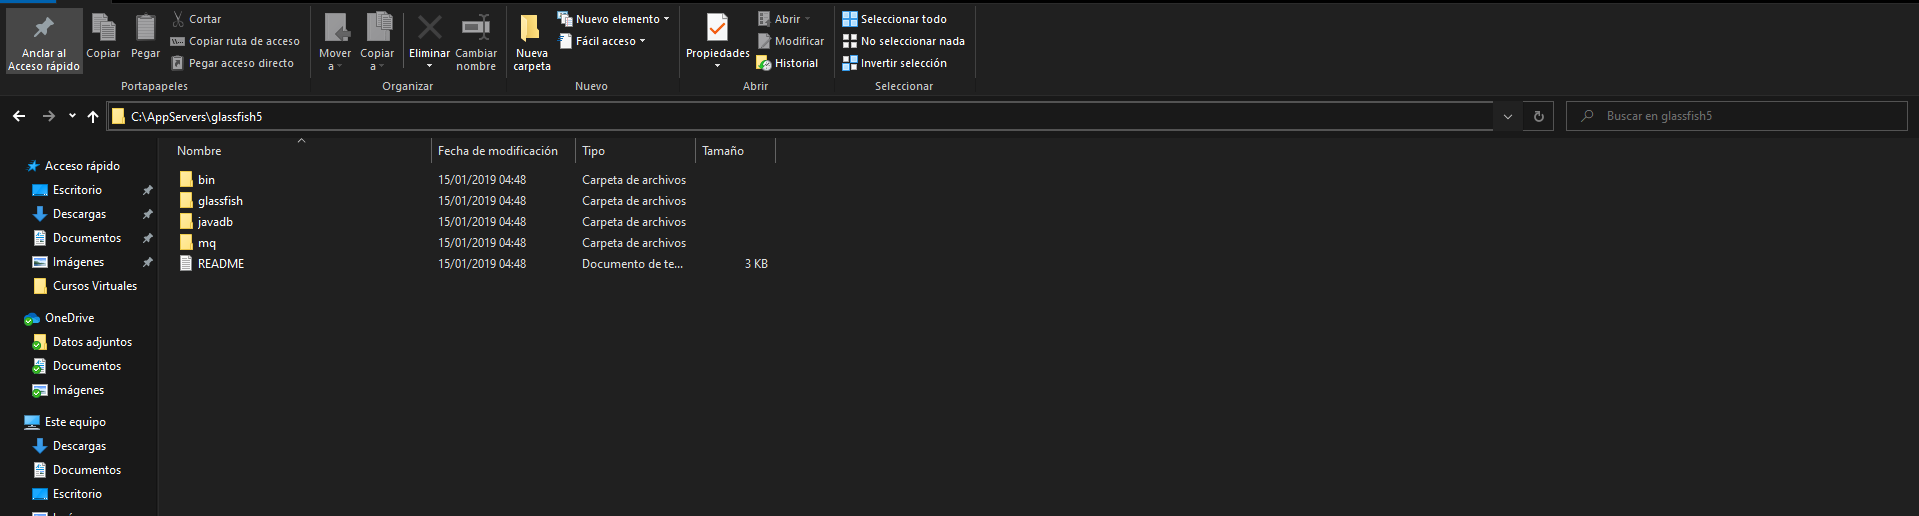 Anclar al
Acceso rápido
Copiar
Pegar
Cortar
Copiar ruta de acceso
Pegar acceso directo
Portapapeles
Mover
a
Copiar
a
Eliminar
Cambiar
nombre
Organizar
Nueva
carpeta
Nuevo elemento
Fácil acceso
Nuevo
Propiedades
Abrir
Modificar
Historial
Abrir
Seleccionar todo
No seleccionar nada
Invertir selección
Seleccionar
C:\AppServers\glassfish5
Buscar en glassfish5
Acceso rápido
Escritorio
Descargas
Documentos
Imágenes
Cursos Virtuales
OneDrive
Datos adjuntos
Documentos
Imágenes
Este equipo
Descargas
Documentos
Escritorio
Nombre Fecha de modificación Tipo Tamaño
bin 15/01/2019 04:48 Carpeta de archivos
glassfish 15/01/2019 04:48 Carpeta de archivos
javadb 15/01/2019 04:48 Carpeta de archivos
mq 15/01/2019 04:48 Carpeta de archivos
README 15/01/2019 04:48 Documento de te... 3 KB